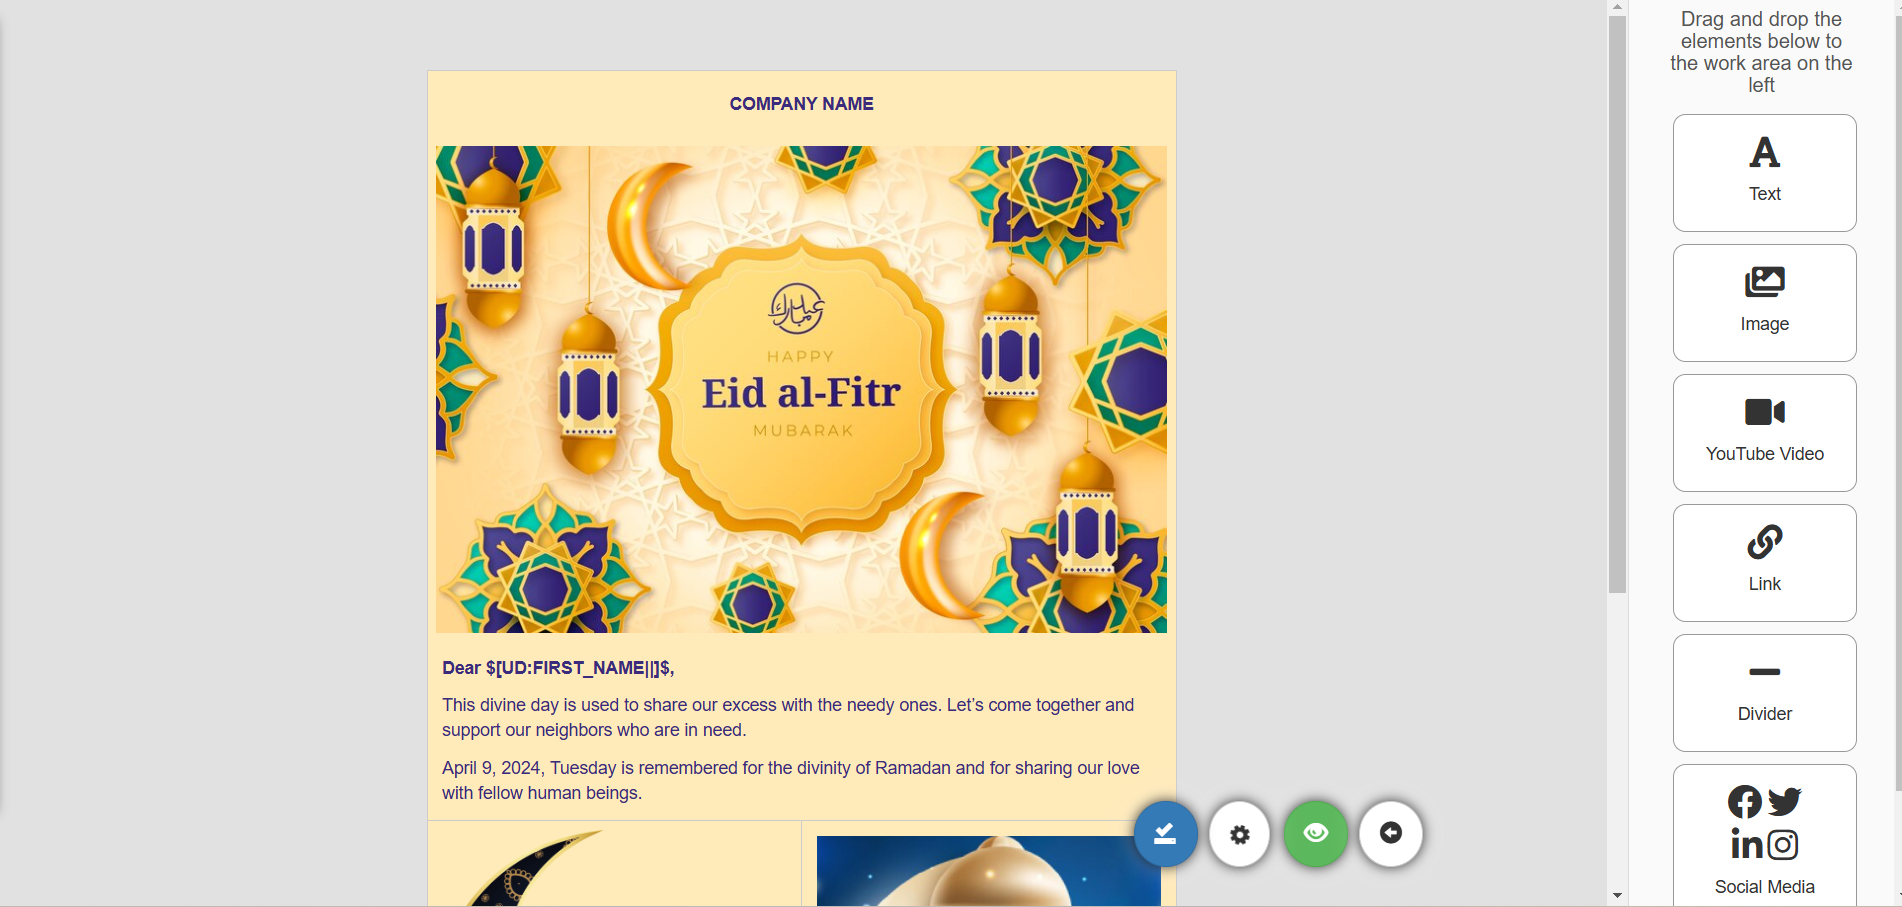 Drag and drop the
elements below to
the work area on the
left
COMPANY NAME
عيد مبارك
HAPPY
Eid al-Fitr
MUBARAK
Dear $[UD:FIRST_NAME||]$,
This divine day is used to share our excess with the needy ones. Let’s come together and
support our neighbors who are in need.
April 9, 2024, Tuesday is remembered for the divinity of Ramadan and for sharing our love
with fellow human beings.
Text
Image
YouTube Video
Link
Divider
Social Media